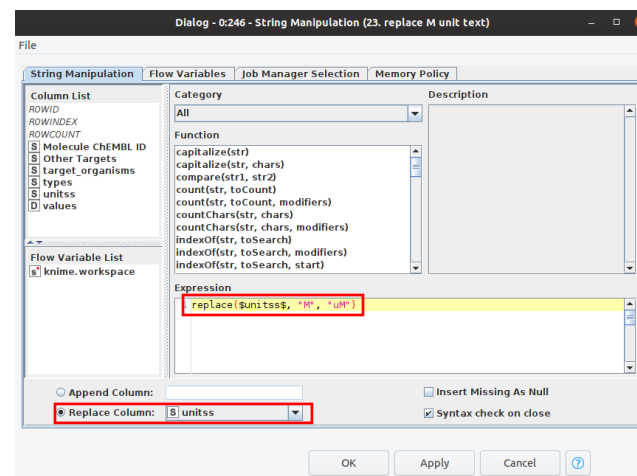 Dialog - 0:246 - String Manipulation (23. replace M unit text)
File
String Manipulation Flow Variables Job Manager Selection Memory Policy
Column List
ROWID
ROWINDEX
ROWCOUNT
S Molecule ChEMBL ID
S Other Targets
S target_organisms
S types
S unitss
D values
Flow Variable List
s knime.workspace
Category
All
Function
capitalize(str)
capitalize(str, chars)
compare(str1, str2)
count(str, toCount)
count(str, toCount, modifiers)
countChars(str, chars)
countChars(str, chars, modifiers)
indexOf(str, toSearch)
indexOf(str, toSearch, modifiers)
indexOf(str, toSearch, start)
Description
Expression
1 replace($unitss$, "M", "uM")
Append Column:
Replace Column: S unitss
Insert Missing As Null
Syntax check on close
OK Apply Cancel ?